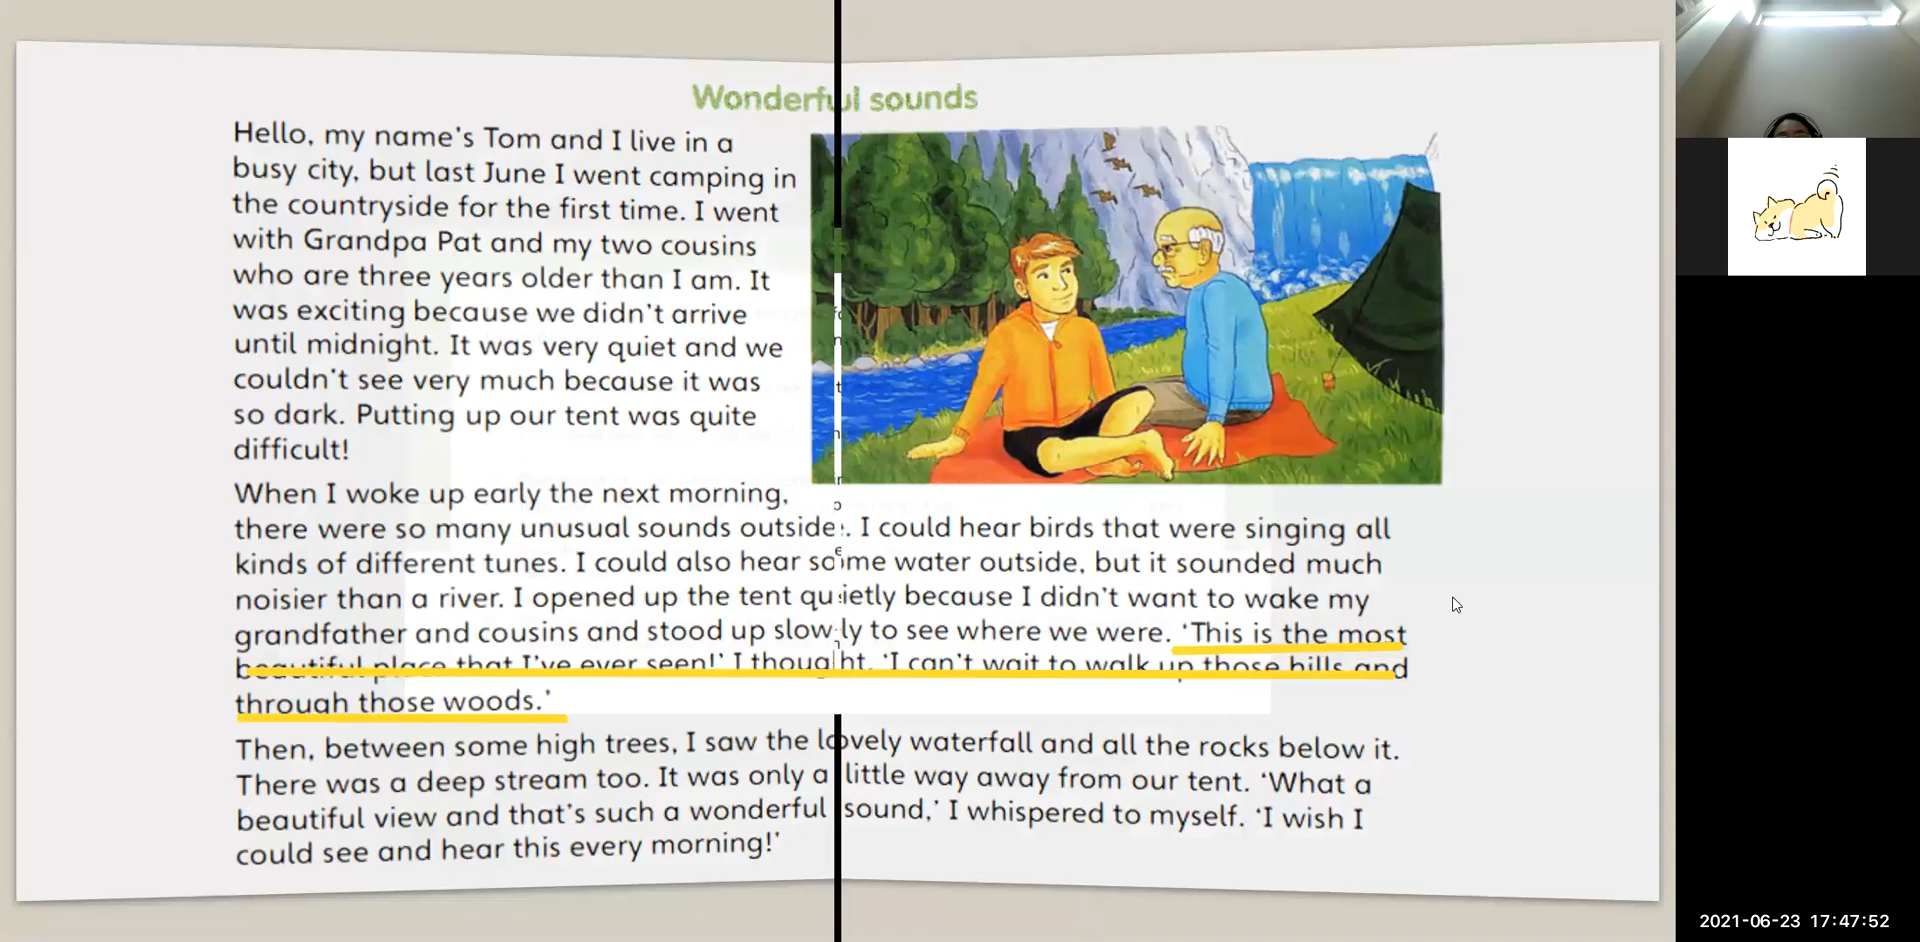 Wonderful sounds
Hello, my name's Tom and I live in a
busy city, but last June I went camping in
the countryside for the first time. I went
with Grandpa Pat and my two cousins
who are three years older than I am. It
was exciting because we didn't arrive
until midnight. It was very quiet and we
couldn't see very much because it was
so dark. Putting up our tent was quite
difficult!
When I woke up early the next morning,
there were so many unusual sounds outside. I could hear birds that were singing all
kinds of different tunes. I could also hear some water outside, but it sounded much
noisier than a river. I opened up the tent quietly because I didn't want to wake my
grandfather and cousins and stood up slowly to see where we were. 'This is the most
beautiful place that I've ever seen!' I thought. 'I can't wait to walk up those hills and
through those woods.'
Then, between some high trees, I saw the lovely waterfall and all the rocks below it.
There was a deep stream too. It was only a little way away from our tent. 'What a
beautiful view and that's such a wonderful sound,' I whispered to myself. 'I wish I
could see and hear this every morning!'
2021-06-23 17:47:52